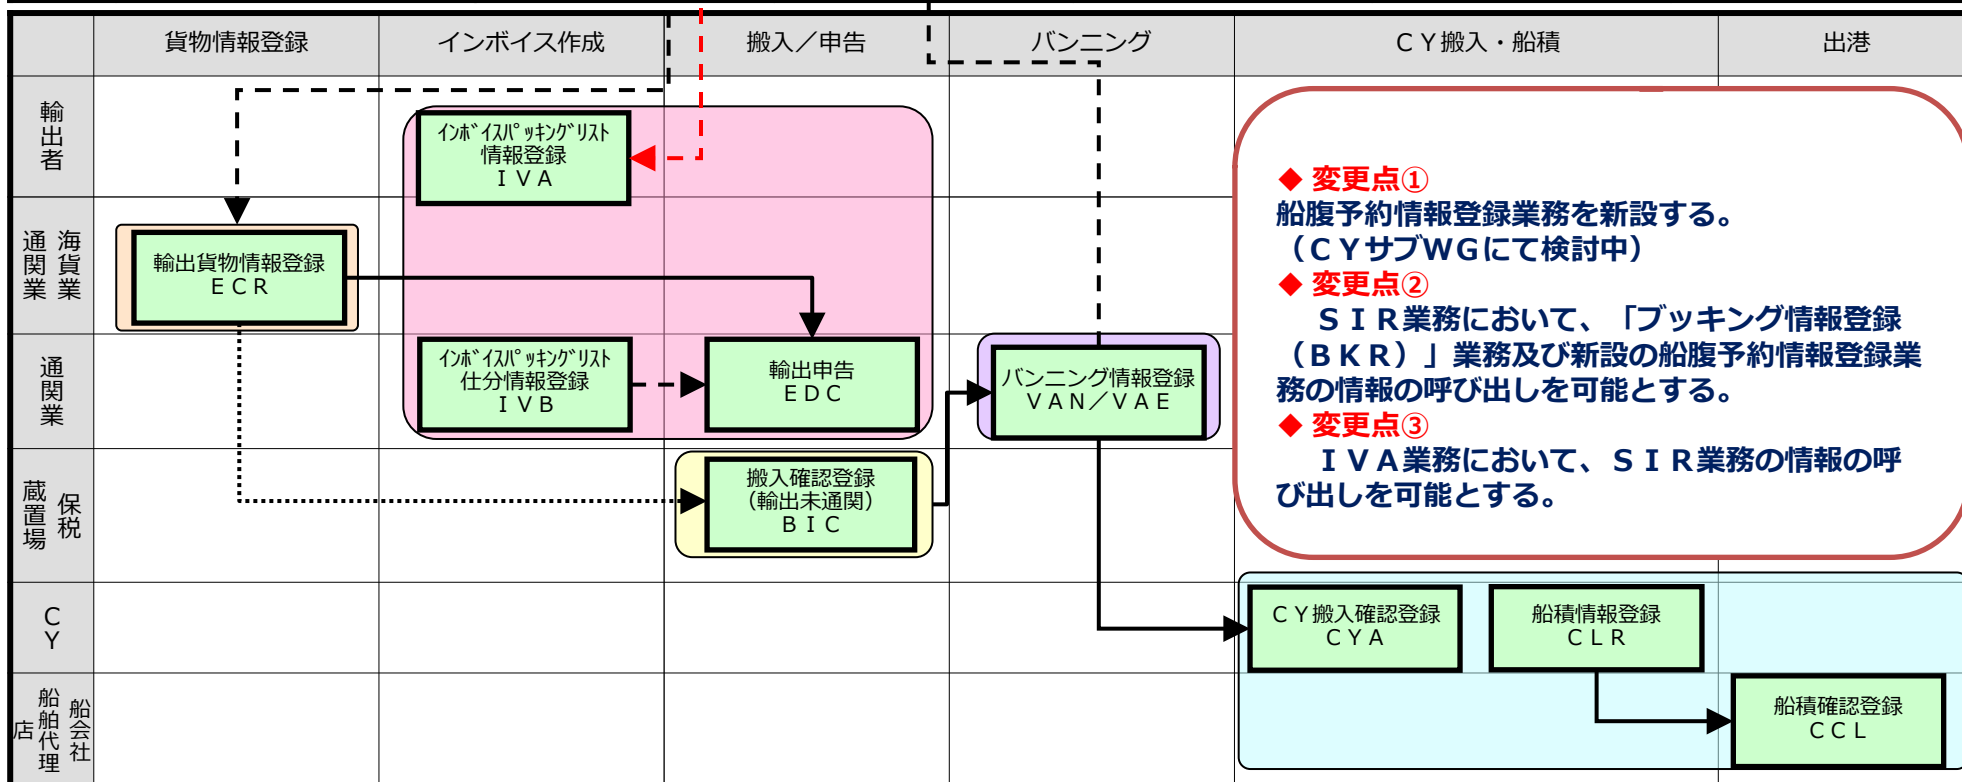 貨物情報登録
インボイス作成
搬入／申告
バンニング
ＣＹ搬入・船積
出港
輸出者
海貨業
通関業
通関業
保税
蔵置場
ＣＹ
船会社
船舶代理
店
ｲﾝﾎﾞｲｽﾊﾟｯｷﾝｸﾞﾘｽﾄ
情報登録
ＩＶＡ
輸出貨物情報登録
ＥＣＲ
ｲﾝﾎﾞｲｽﾊﾟｯｷﾝｸﾞﾘｽﾄ
仕分情報登録
ＩＶＢ
輸出申告
ＥＤＣ
バンニング情報登録
ＶＡＮ／ＶＡＥ
搬入確認登録
（輸出未通関）
ＢＩＣ
ＣＹ搬入確認登録
ＣＹＡ
船積情報登録
ＣＬＲ
船積確認登録
ＣＣＬ
◆ 変更点①
船腹予約情報登録業務を新設する。
（ＣＹサブＷＧにて検討中）
◆ 変更点②
ＳＩＲ業務において、「ブッキング情報登録
（ＢＫＲ）」業務及び新設の船腹予約情報登録業
務の情報の呼び出しを可能とする。
◆ 変更点③
ＩＶＡ業務において、ＳＩＲ業務の情報の呼
び出しを可能とする。